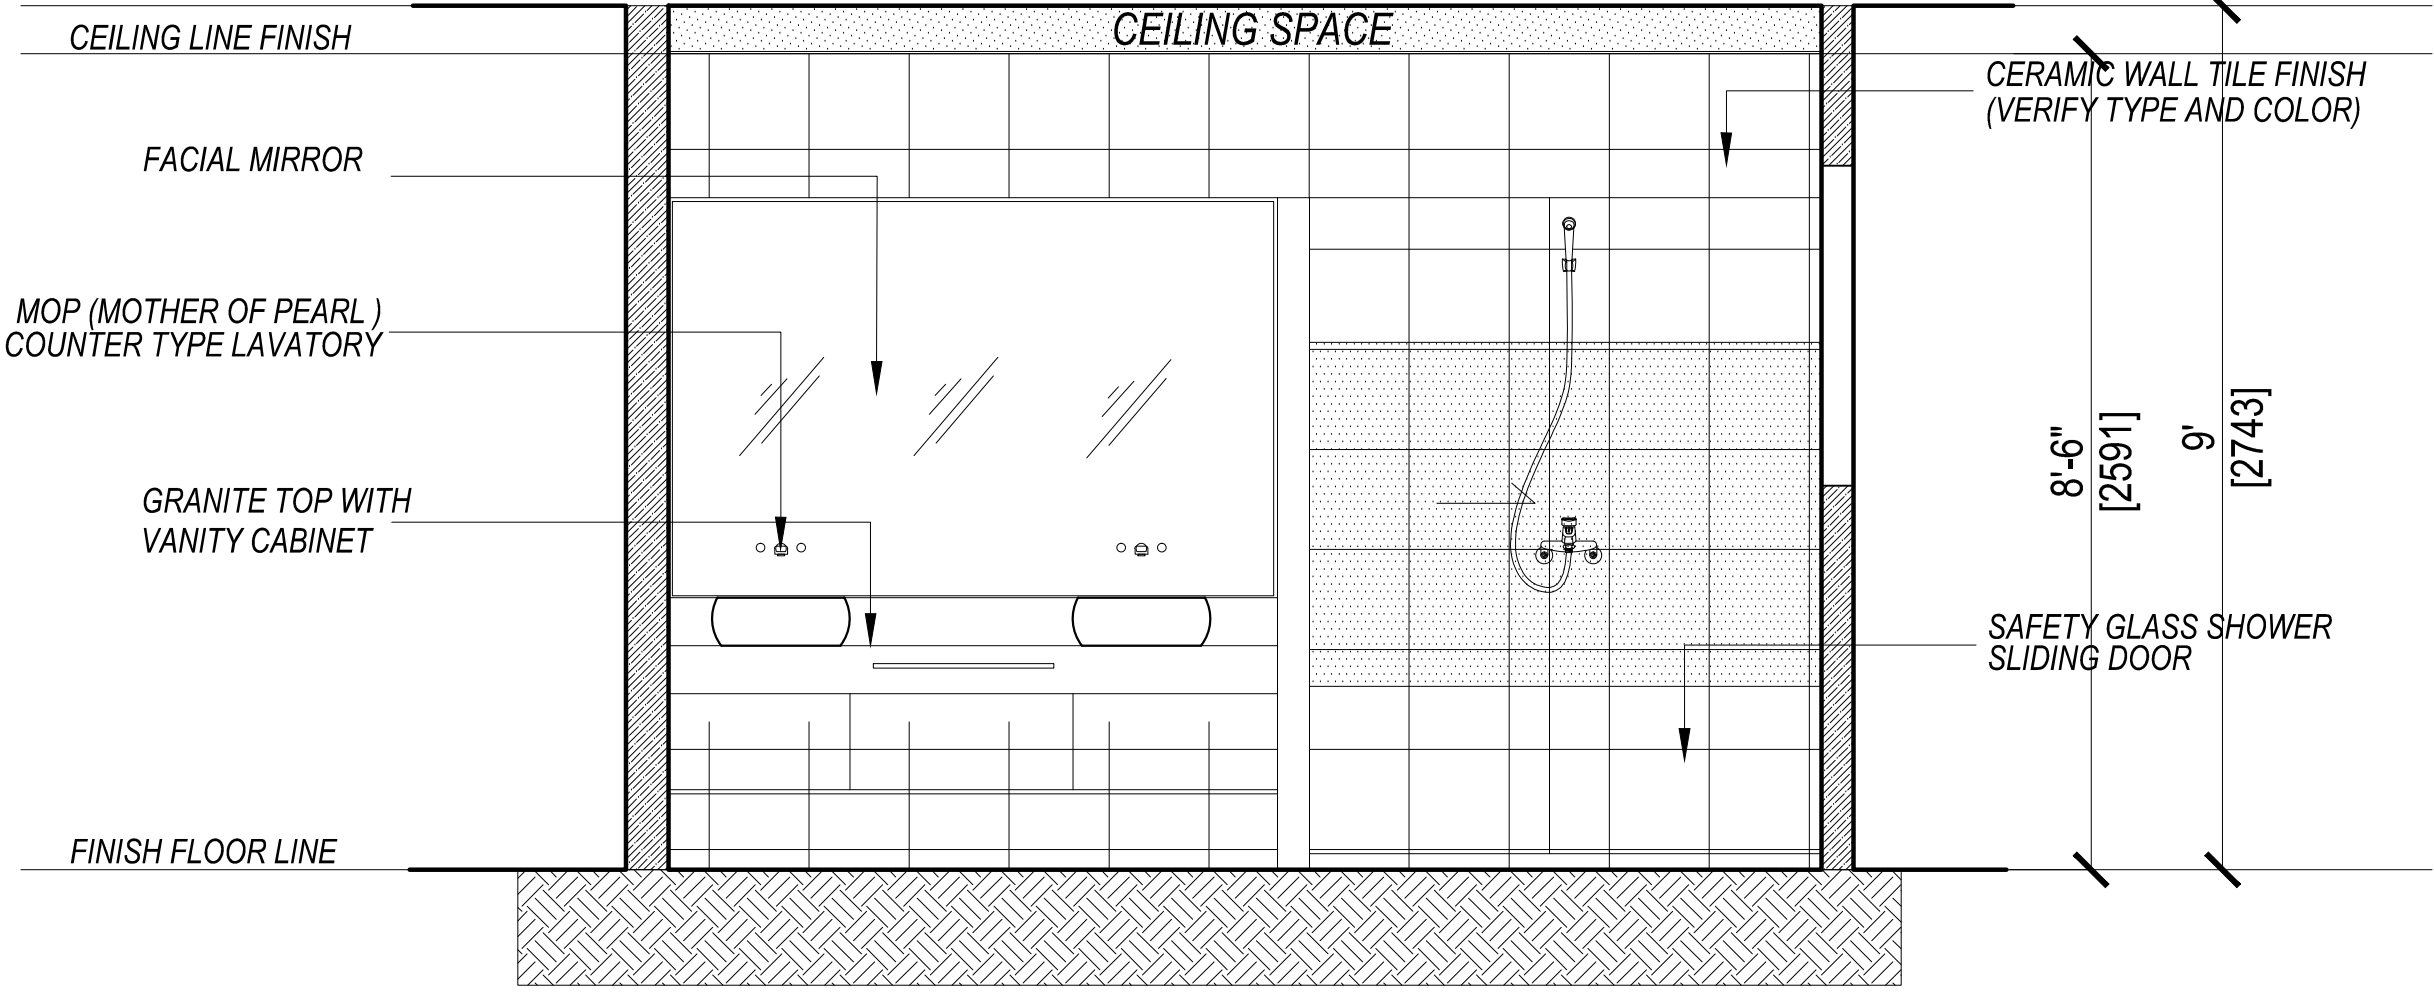 CEILING SPACE
CEILING LINE FINISH
CERAMIC WALL TILE FINISH
(VERIFY TYPE AND COLOR)
FACIAL MIRROR
MOP (MOTHER OF PEARL )
COUNTER TYPE LAVATORY
8'-6"
[2591]
9'
[2743]
GRANITE TOP WITH
VANITY CABINET
SAFETY GLASS SHOWER
SLIDING DOOR
FINISH FLOOR LINE